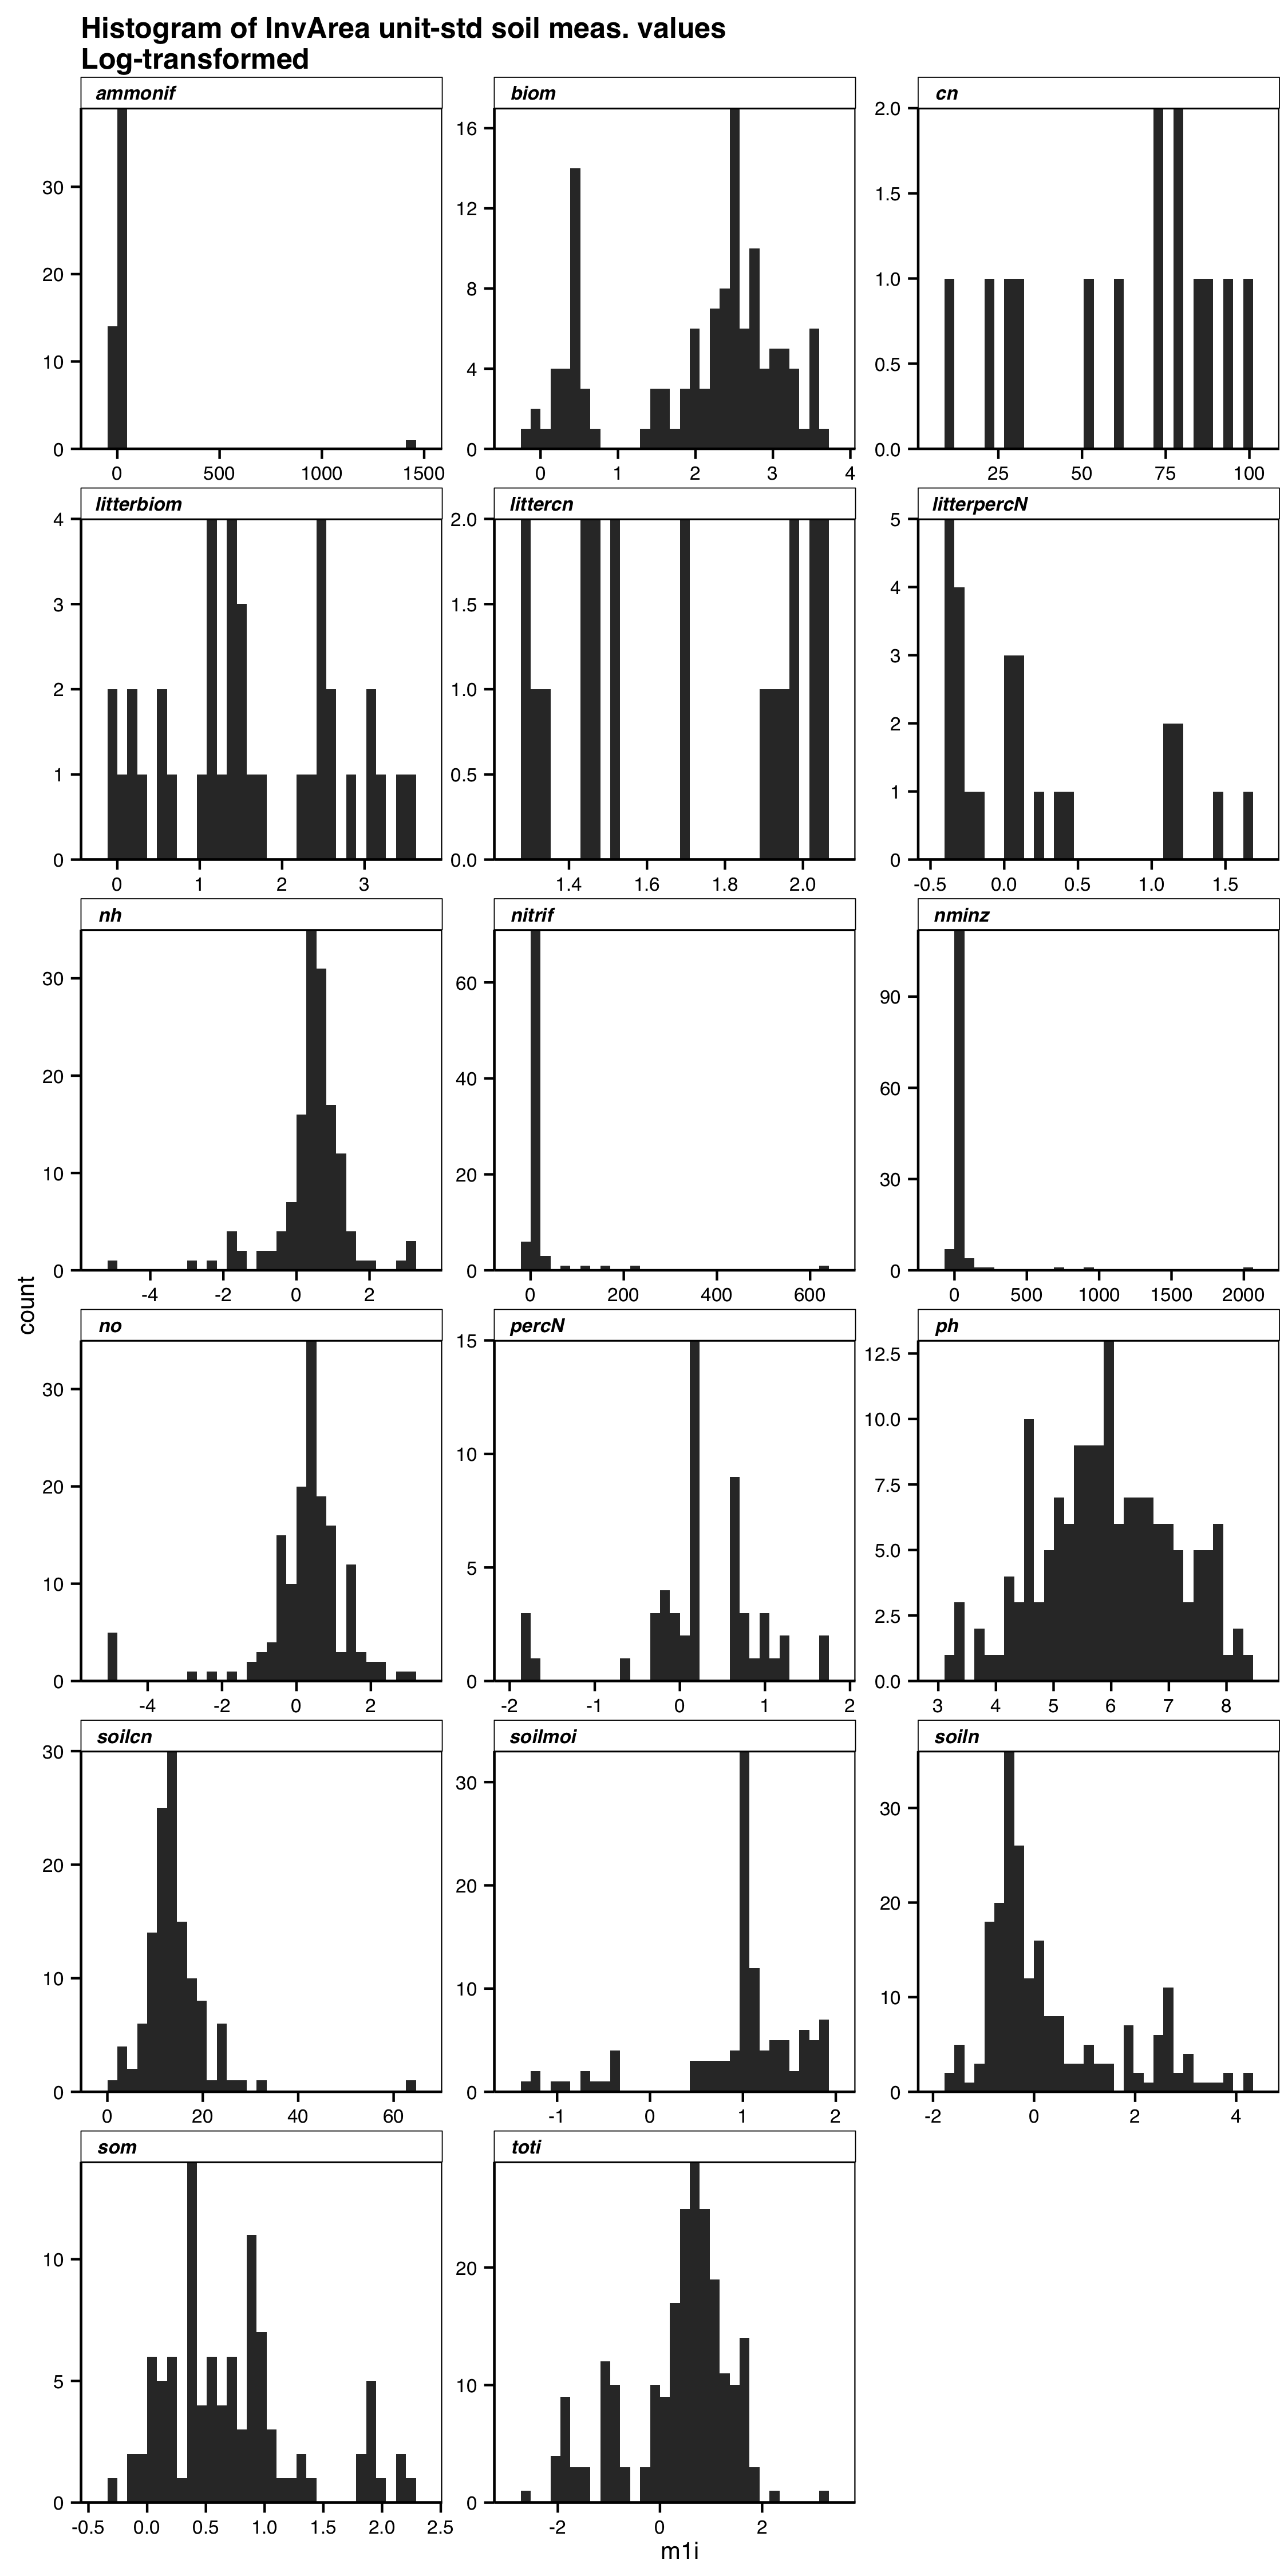 Histogram of InvArea unit-std soil meas. values
Log-transformed
ammonif
biom
cn
30
20
10
0
0 500 1000 1500
16
12
8
4
0
0 1 2 3 4
2.0
1.5
1.0
0.5
0.0
25 50 75 100
litterbiom
littercn
litterpercN
4
3
2
1
0
0 1 2 3
2.0
1.5
1.0
0.5
0.0
1.4 1.6 1.8 2.0
5
4
3
2
1
0
-0.5 0.0 0.5 1.0 1.5
nh
nitrif
nminz
30
20
10
0
-4 -2 0 2
60
40
20
0
0 200 400 600
90
60
30
0
0 500 1000 1500 2000
count
no
percN
ph
30
20
10
0
-4 -2 0 2
15
10
5
0
-2 -1 0 1 2
12.5
10.0
7.5
5.0
2.5
0.0
3 4 5 6 7 8
soilcn
soilmoi
soiln
30
20
10
0
0 20 40 60
30
20
10
0
-1 0 1 2
30
20
10
0
-2 0 2 4
som
toti
10
5
0
-0.5 0.0 0.5 1.0 1.5 2.0 2.5
20
10
0
-2 0 2
m1i